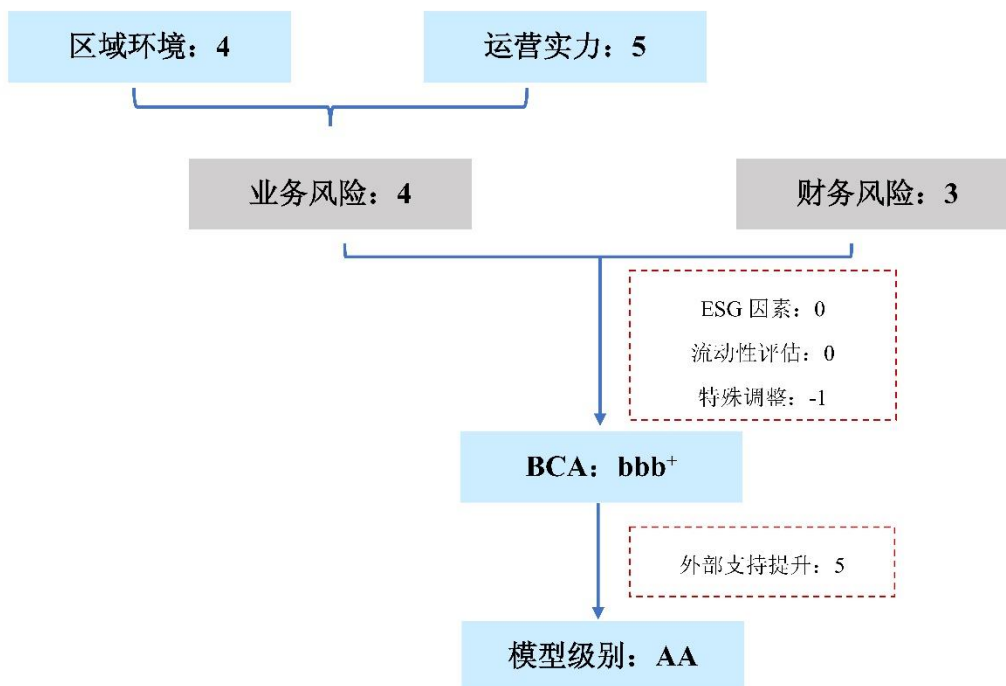 区域环境：4
运营实力：5
业务风险：4
财务风险：3
ESG 因素：0
流动性评估：0
特殊调整：-1
BCA：bbb⁺
外部支持提升：5
模型级别：AA